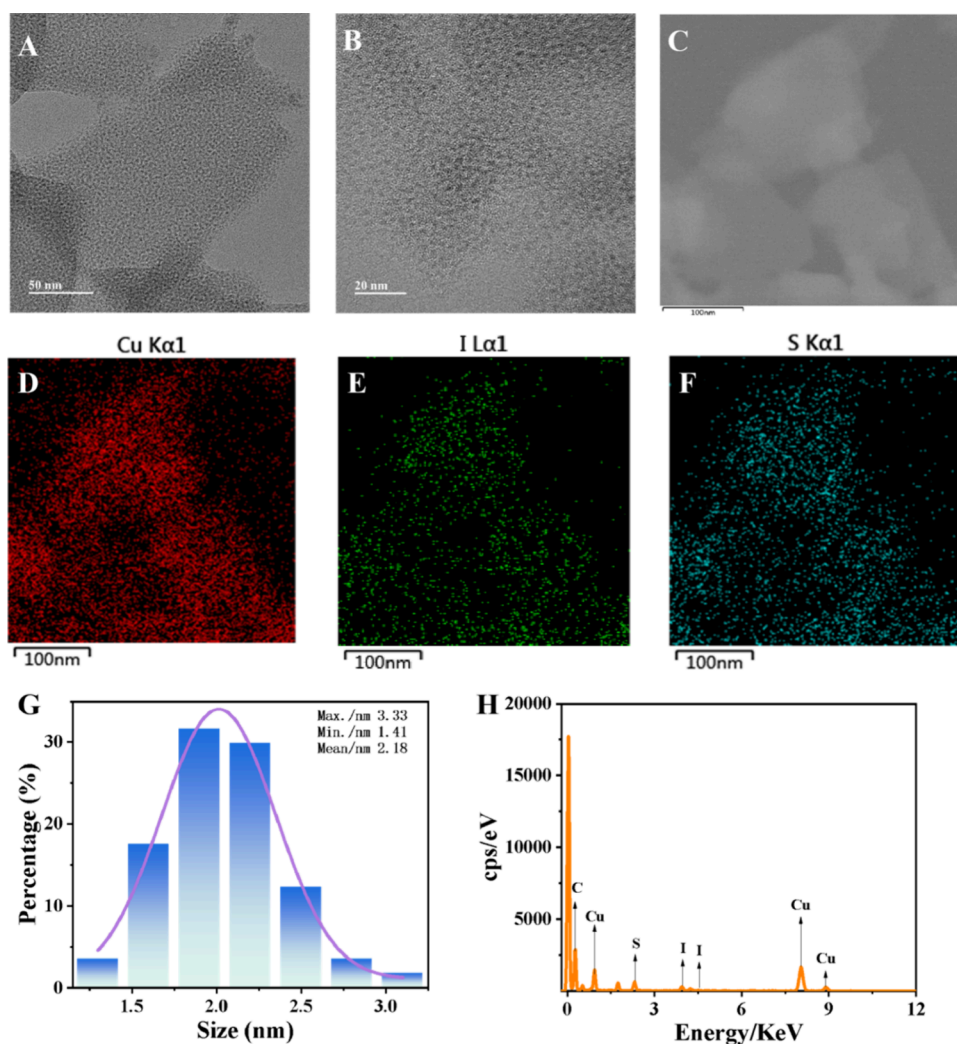 A
50 nm
B
20 nm
C
100nm
Cu Kα1
D
100nm
I Lα1
E
100nm
S Kα1
F
100nm
G
Max./nm 3.33
Min./nm 1.41
Mean/nm 2.18
Percentage (%)
30
20
10
0
1.5
2.0
2.5
3.0
Size (nm)
H
cps/eV
20000
15000
10000
5000
C
Cu
S
I
I
Cu
Cu
0
3
6
9
12
Energy/KeV